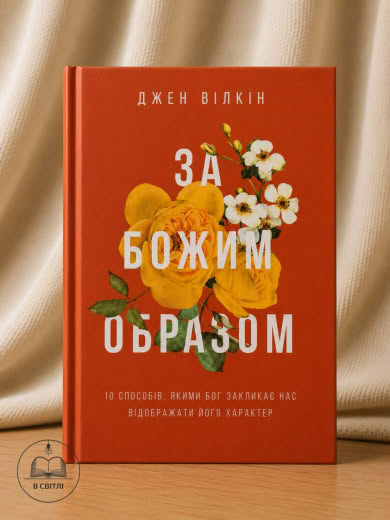 ДЖЕН ВІЛКІН
ЗА
БОЖИМ
ОБРАЗОМ
10 СПОСОБІВ, ЯКИМИ БОГ ЗАКЛИКАЄ НАС
ВІДОБРАЖАТИ ЙОГО ХАРАКТЕР
В СВІТЛІ